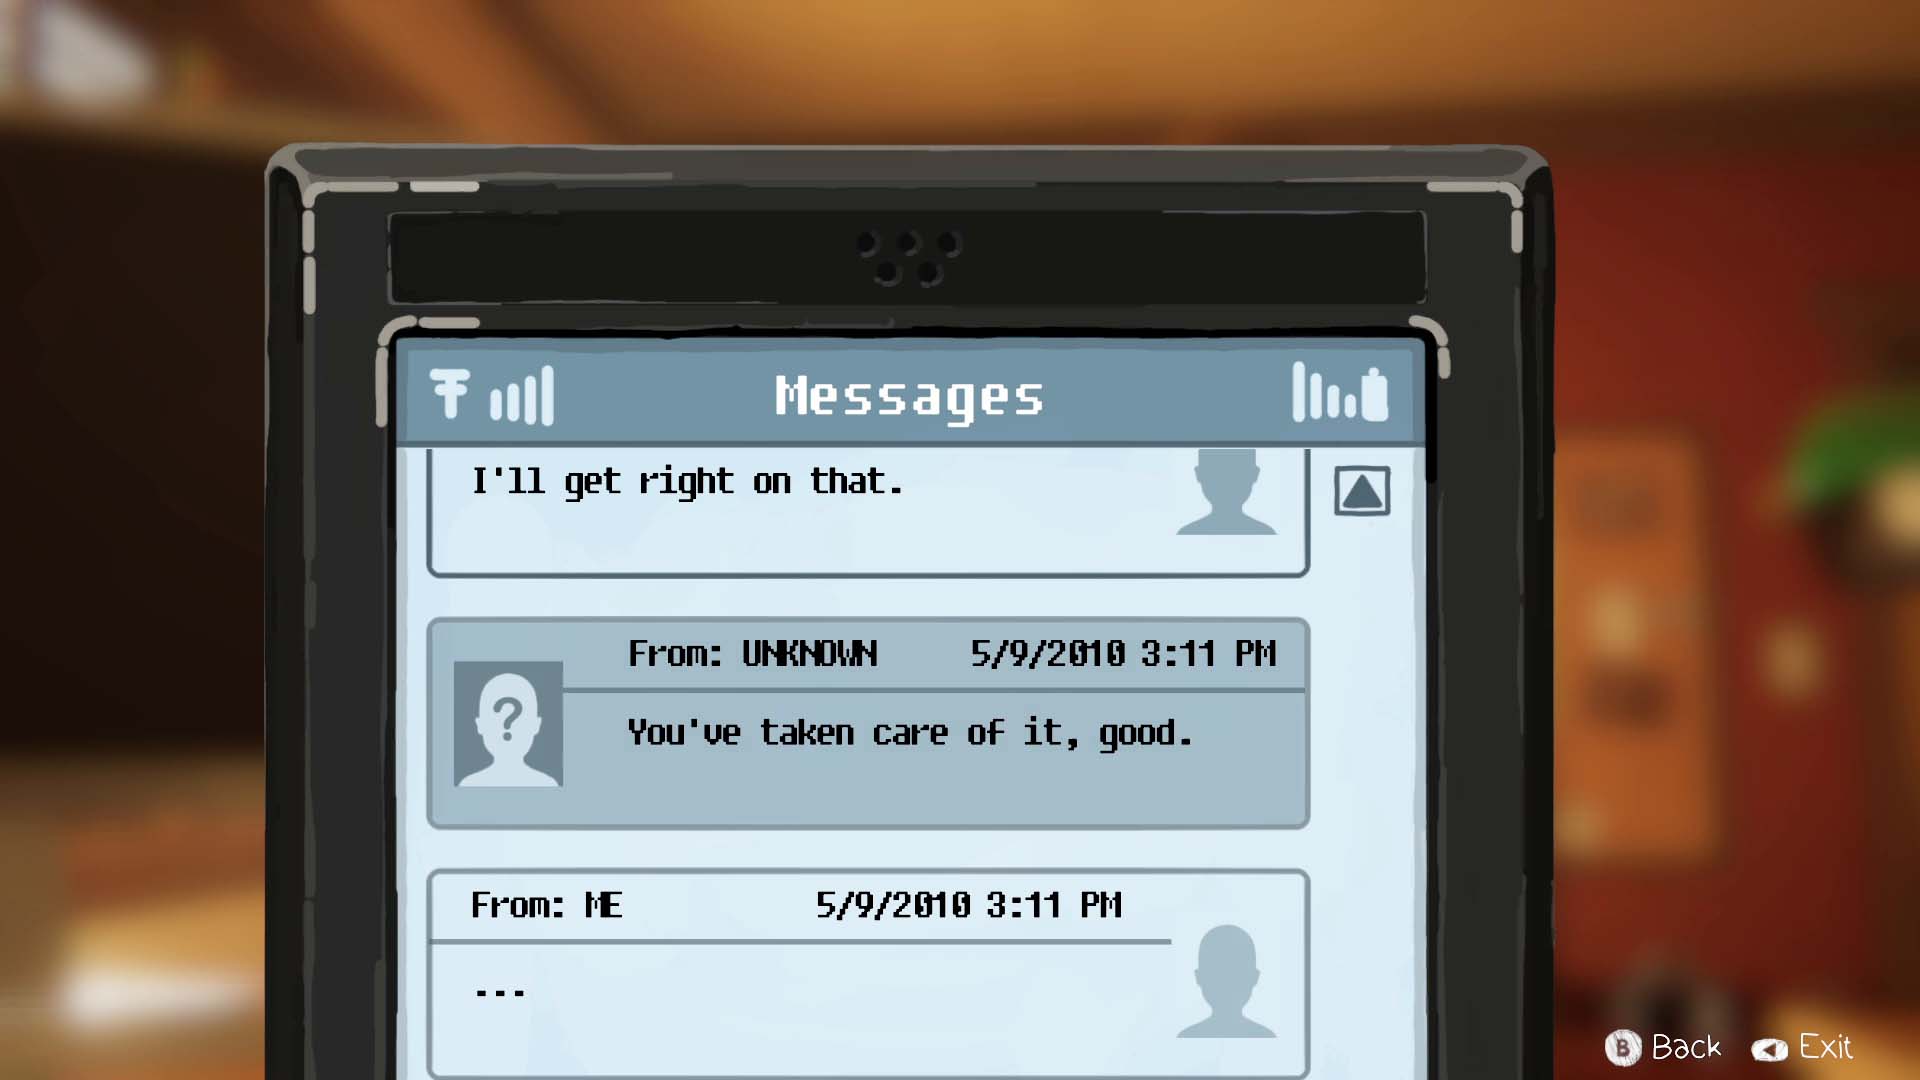 Messages
I'll get right on that.
From: UNKNOWN 5/9/2010 3:11 PM
?
You've taken care of it, good.
From: ME 5/9/2010 3:11 PM
...
B Back Exit